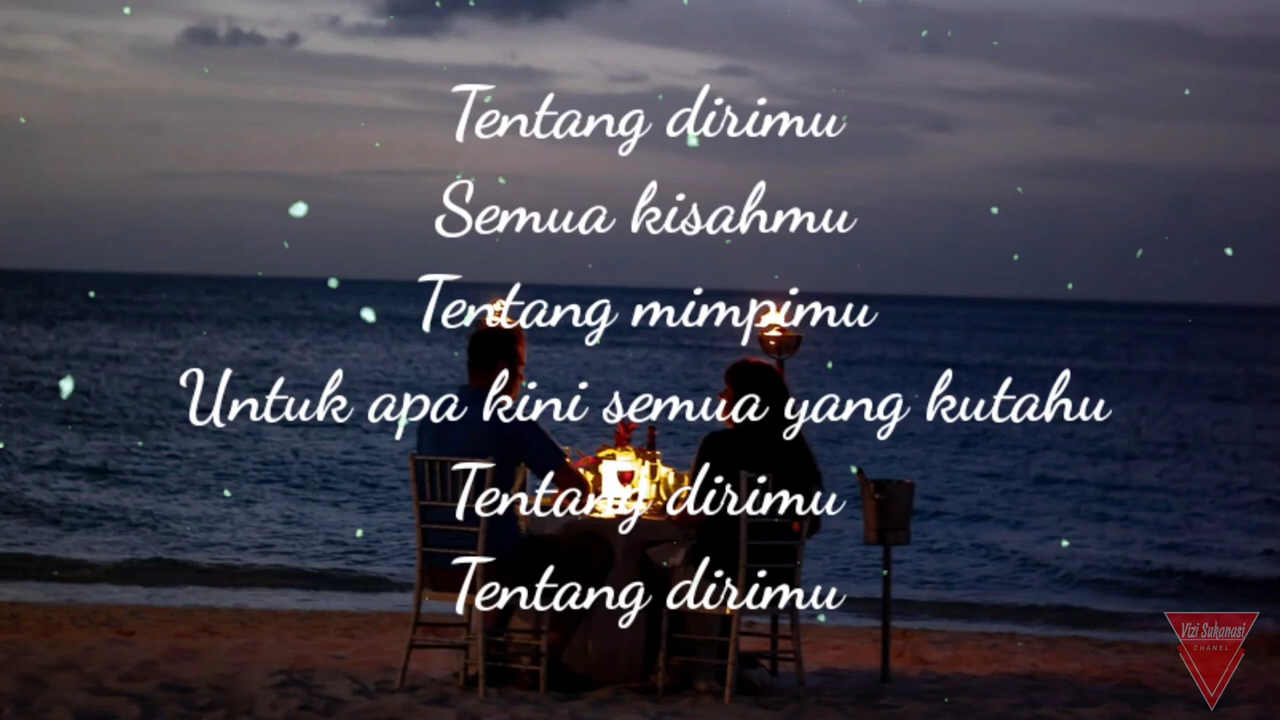 Tentang dirimu
Semua kisahmu
Tentang mimpimu
Untuk apa kini semua yang kutahu
Tentang dirimu
Tentang dirimu
Vizi Sukanasi
CHANEL